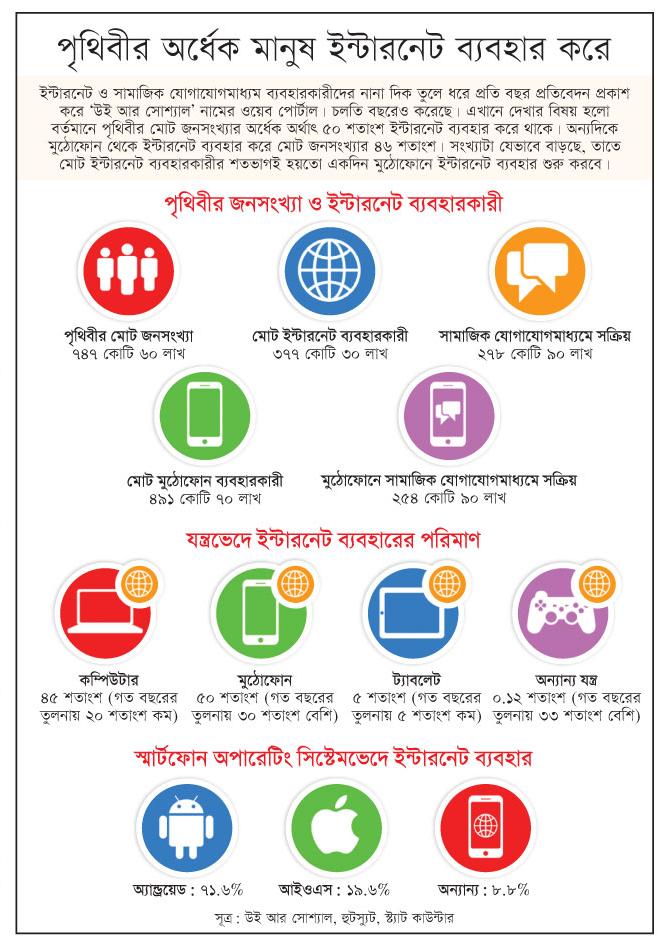 পৃথিবীর অর্ধেক মানুষ ইন্টারনেট ব্যবহার করে
ইন্টারনেট ও সামাজিক যোগাযোগমাধ্যম ব্যবহারকারীদের নানা দিক তুলে ধরে প্রতি বছর প্রতিবেদন প্রকাশ
করে ‘উই আর সোশ্যাল’ নামের ওয়েব পোর্টাল। চলতি বছরেও করেছে। এখানে দেখার বিষয় হলো
বর্তমানে পৃথিবীর মোট জনসংখ্যার অর্ধেক অর্থাৎ ৫০ শতাংশ ইন্টারনেট ব্যবহার করে থাকে। অন্যদিকে
মুঠোফোন থেকে ইন্টারনেট ব্যবহার করে মোট জনসংখ্যার ৪৬ শতাংশ। সংখ্যাটা যেভাবে বাড়ছে, তাতে
মোট ইন্টারনেট ব্যবহারকারীর শতভাগই হয়তো একদিন মুঠোফোনে ইন্টারনেট ব্যবহার শুরু করবে।
পৃথিবীর জনসংখ্যা ও ইন্টারনেট ব্যবহারকারী
পৃথিবীর মোট জনসংখ্যা
৭৪৭ কোটি ৬০ লাখ
মোট ইন্টারনেট ব্যবহারকারী
৩৭৭ কোটি ৩০ লাখ
সামাজিক যোগাযোগমাধ্যমে সক্রিয়
২৭৮ কোটি ৯০ লাখ
মোট মুঠোফোন ব্যবহারকারী
৪৯১ কোটি ৭০ লাখ
মুঠোফোনে সামাজিক যোগাযোগমাধ্যমে সক্রিয়
২৫৪ কোটি ৯০ লাখ
যন্ত্রভেদে ইন্টারনেট ব্যবহারের পরিমাণ
কম্পিউটার
৪৫ শতাংশ (গত বছরের
তুলনায় ২০ শতাংশ কম)
মুঠোফোন
৫০ শতাংশ (গত বছরের
তুলনায় ৩০ শতাংশ বেশি)
ট্যাবলেট
৫ শতাংশ (গত বছরের
তুলনায় ৫ শতাংশ কম)
অন্যান্য যন্ত্র
০.১২ শতাংশ (গত বছরের
তুলনায় ৩৩ শতাংশ বেশি)
স্মার্টফোন অপারেটিং সিস্টেমভেদে ইন্টারনেট ব্যবহার
অ্যান্ড্রয়েড : ৭১.৬%
আইওএস : ১৯.৬%
অন্যান্য : ৮.৮%
সূত্র : উই আর সোশ্যাল, হুটস্যুট, স্ট্যাট কাউন্টার